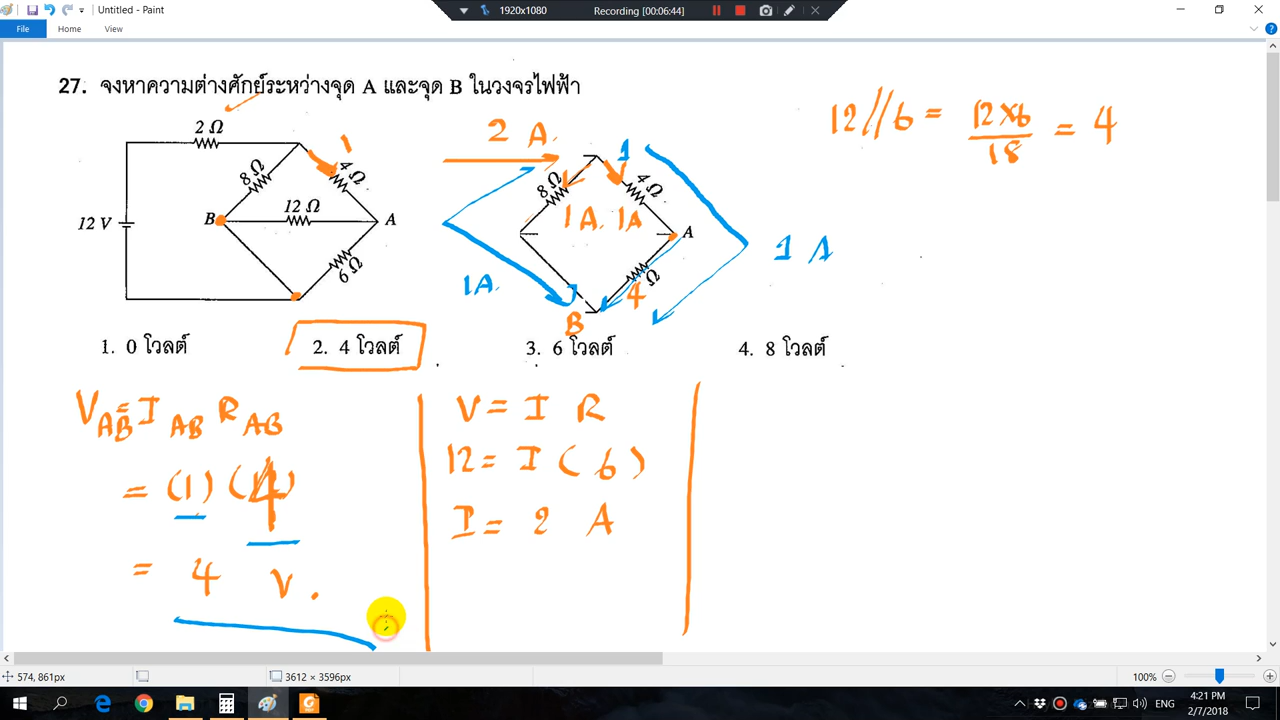 Untitled - Paint
1920x1080
Recording [00:06:44]
File
Home
View
27. จงหาความต่างศักย์ระหว่างจุด A และจุด B ในวงจรไฟฟ้า
12//6 = 12x6/18 = 4
2 Ω
1
4 Ω
8 Ω
12 Ω
B
A
12 V
6 Ω
2 A.
1
8 Ω
4 Ω
1A. 1A
A
1 A
1A.
Ω
4
B
1. 0 โวลต์
2. 4 โวลต์
3. 6 โวลต์
4. 8 โวลต์
VAB = IAB RAB
= (1) (4)
= 4 V.
V = I R
12 = I (6)
I = 2 A
574, 861px
3612 × 3596px
100%
ENG
4:21 PM
2/7/2018